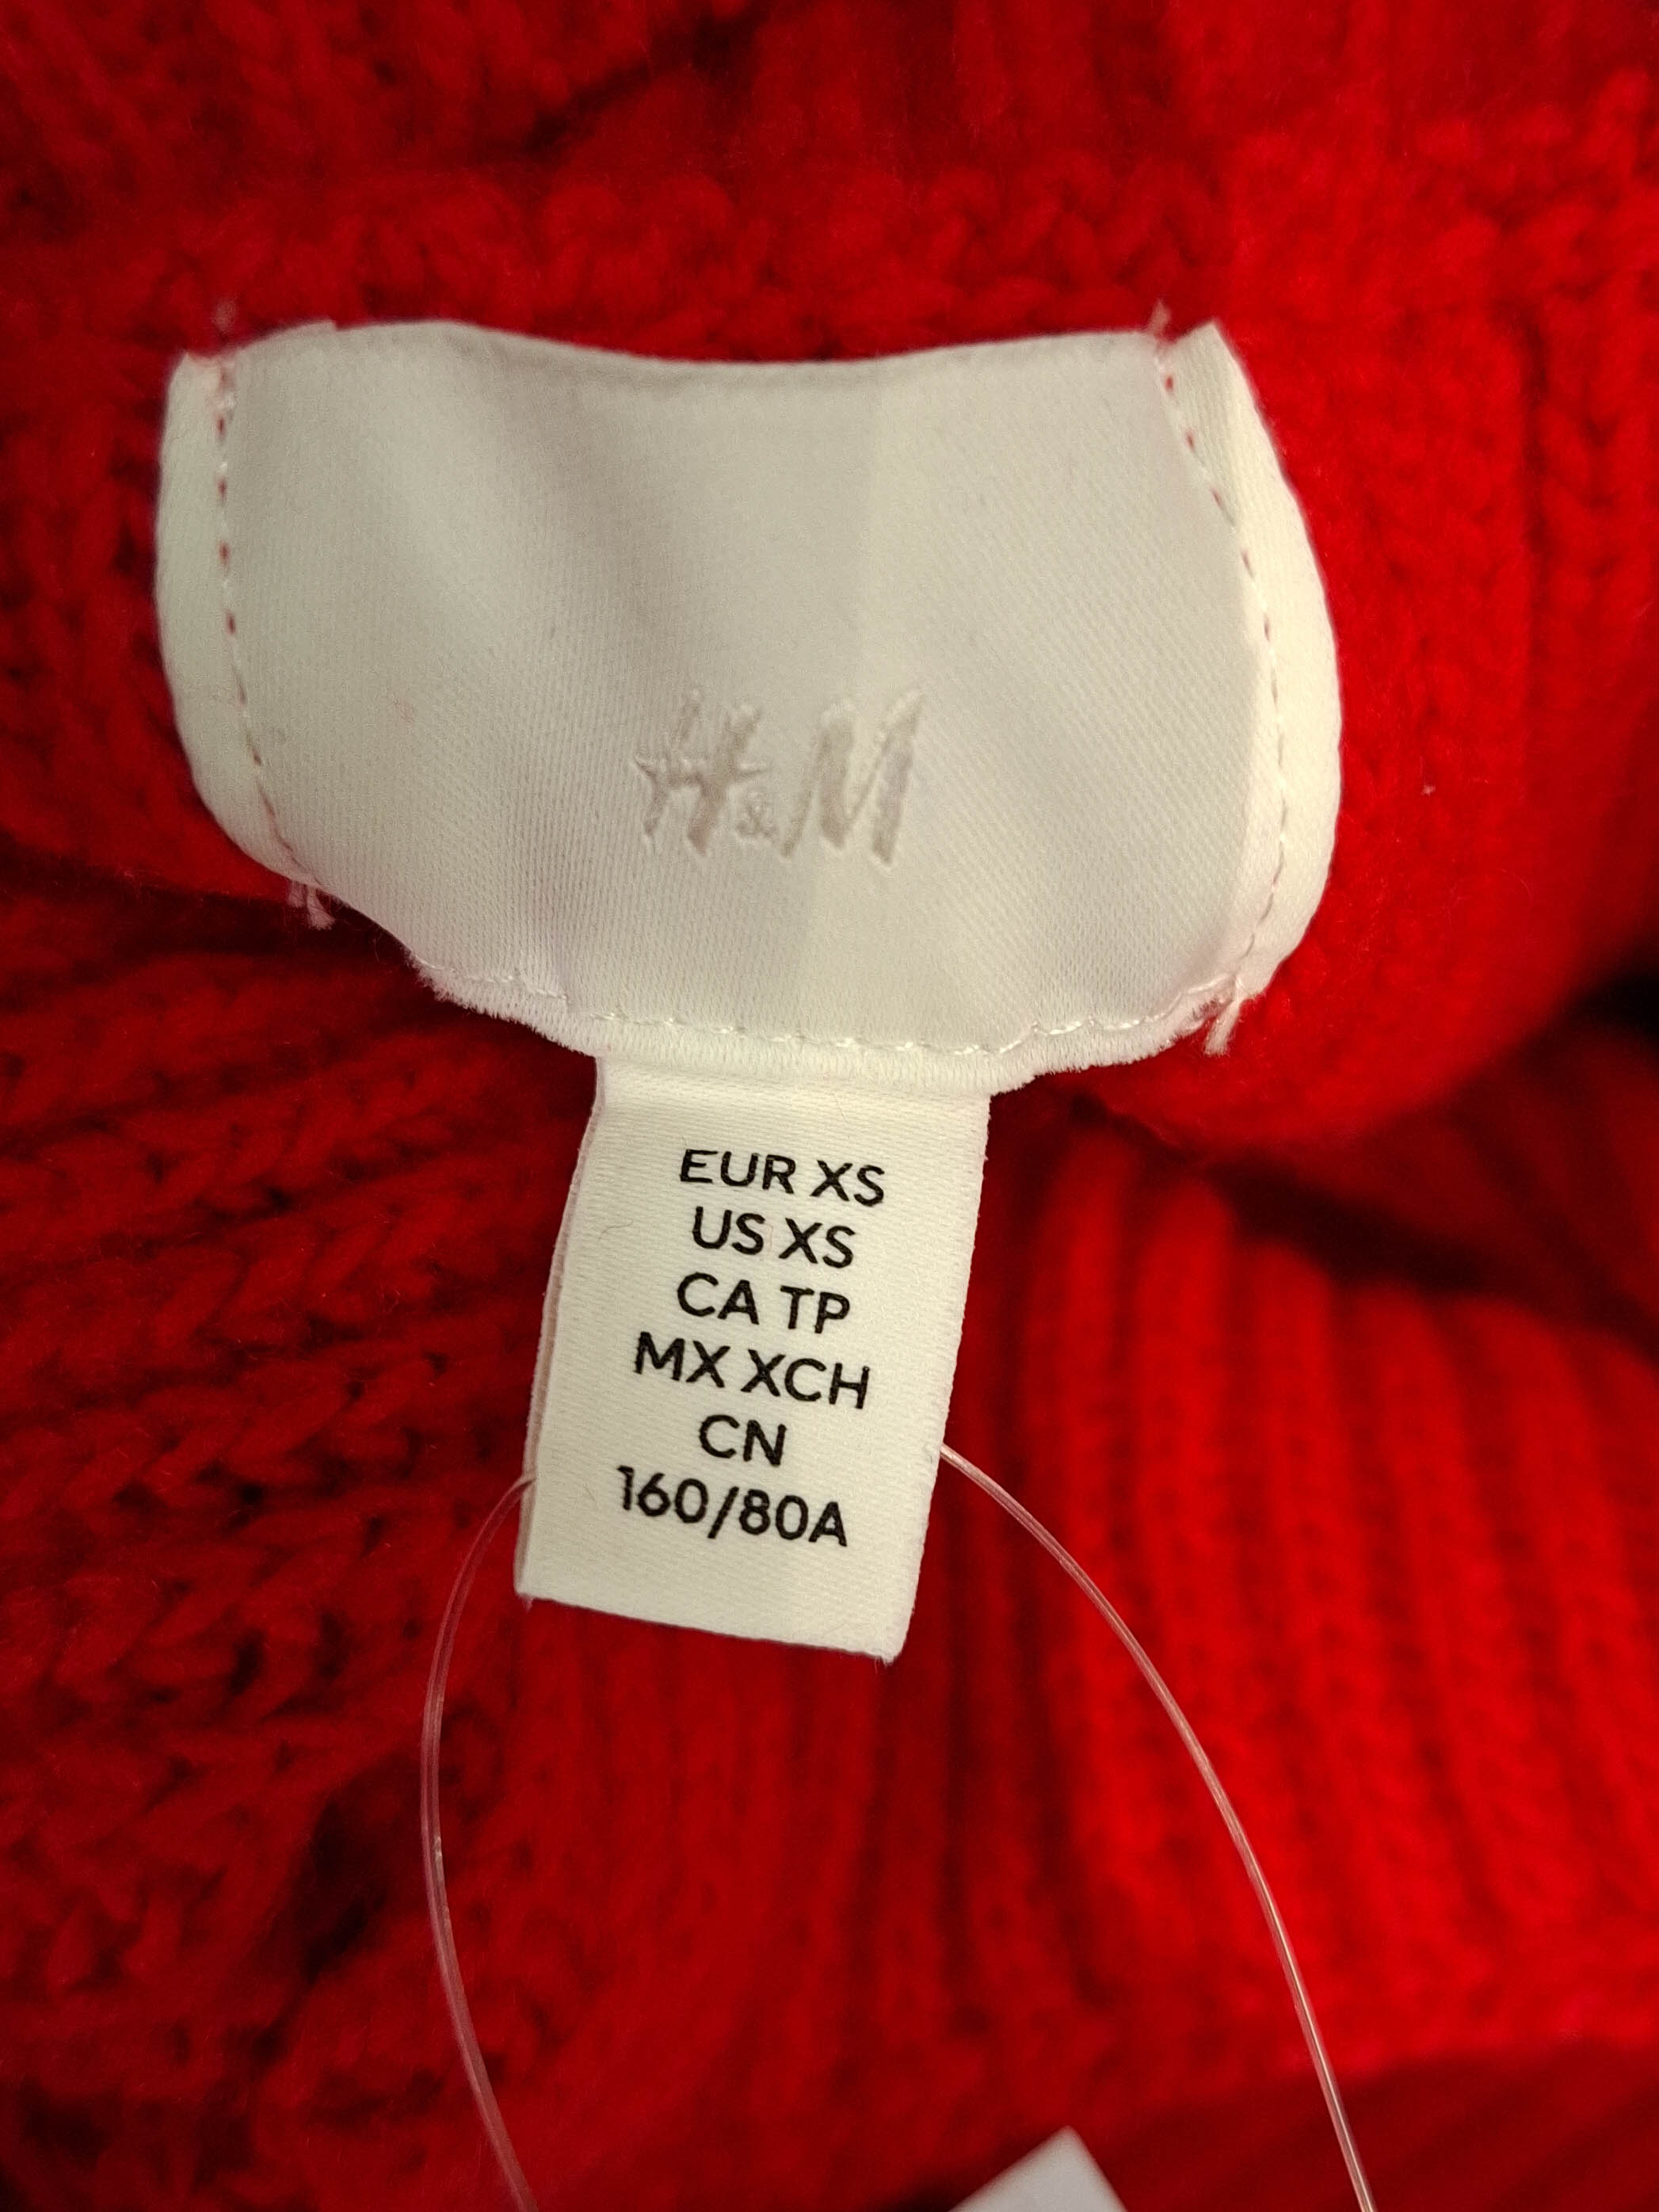 H&M
EUR XS
US XS
CA TP
MX XCH
CN
160/80A